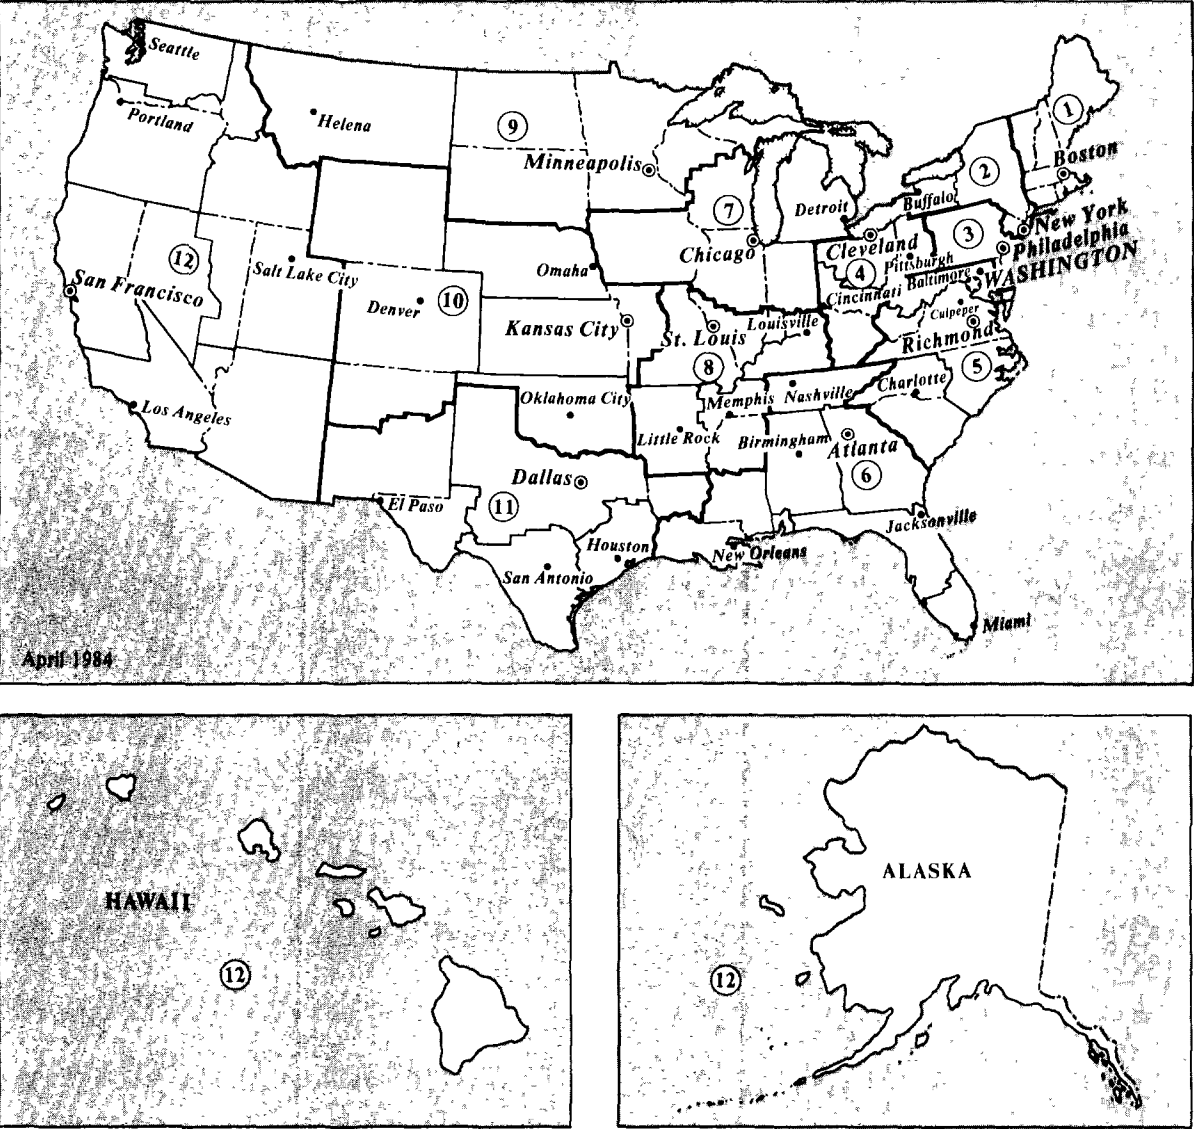 Seattle
Portland
Helena
9
Minneapolis
1
Boston
2
Buffalo
Detroit
7
Chicago
New York
Philadelphia
3
Cleveland
Pittsburgh
4
WASHINGTON
Baltimore
Cincinnati
12
Salt Lake City
San Francisco
Omaha
Denver
10
Kansas City
St. Louis
Louisville
Culpeper
Richmond
8
5
Los Angeles
Oklahoma City
Memphis
Nashville
Charlotte
Little Rock
Birmingham
Atlanta
6
Dallas
El Paso
11
Jacksonville
Houston
New Orleans
San Antonio
Miami
April 1984
HAWAII
12
ALASKA
12